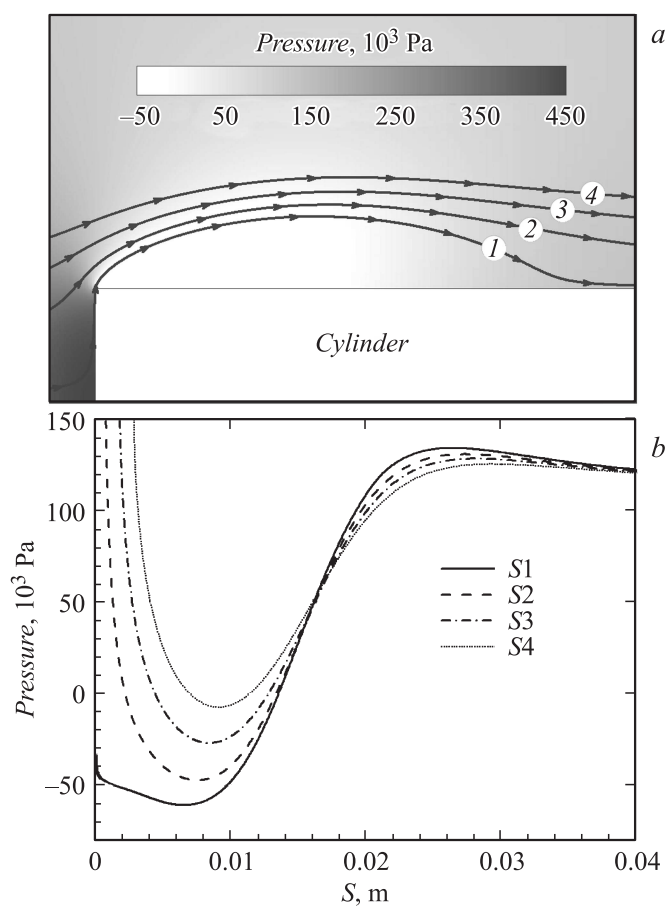 a
Pressure, 10³ Pa
–50 50 150 250 350 450
4
3
2
1
Cylinder
b
150
100
50
0
–50
Pressure, 10³ Pa
S1
S2
S3
S4
0 0.01 0.02 0.03 0.04
S, m